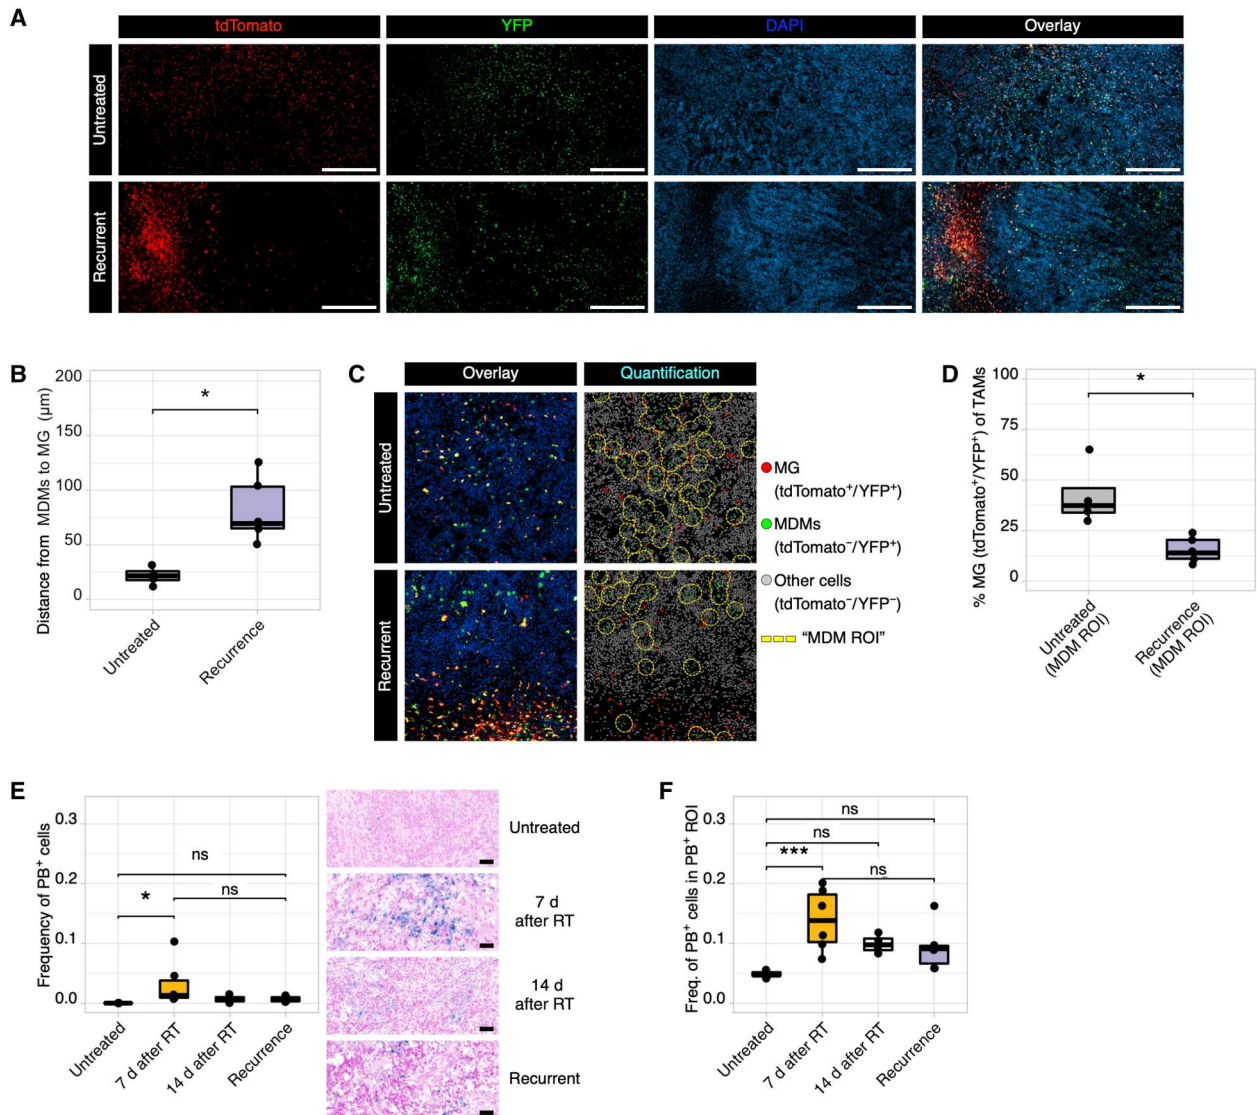 A
tdTomato
YFP
DAPI
Overlay
Untreated
Recurrent
B
Distance from MDMs to MG (μm)
200
150
100
50
0
*
Untreated
Recurrence
C
Overlay
Quantification
Untreated
Recurrent
MG
(tdTomato⁺/YFP⁺)
MDMs
(tdTomato⁻/YFP⁺)
Other cells
(tdTomato⁻/YFP⁻)
“MDM ROI”
D
% MG (tdTomato⁺/YFP⁺) of TAMs
100
75
50
25
0
*
Untreated
(MDM ROI)
Recurrence
(MDM ROI)
E
Frequency of PB⁺ cells
0.3
0.2
0.1
0.0
ns
*
ns
Untreated
7 d after RT
14 d after RT
Recurrence
Untreated
7 d
after RT
14 d
after RT
Recurrent
F
Freq. of PB⁺ cells in PB⁺ ROI
0.3
0.2
0.1
0.0
ns
ns
***
ns
Untreated
7 d after RT
14 d after RT
Recurrence